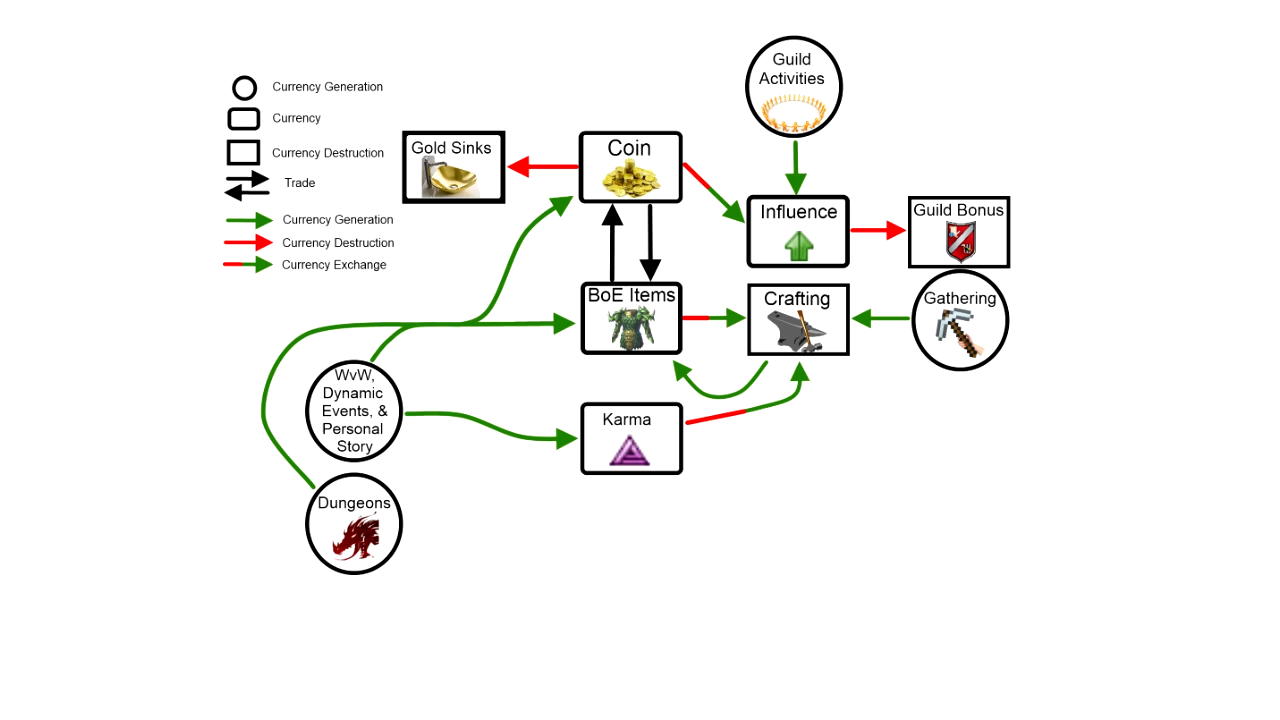 Currency Generation
Currency
Currency Destruction
Trade
Currency Generation
Currency Destruction
Currency Exchange
Gold Sinks
Coin
Guild
Activities
Influence
Guild Bonus
BoE Items
Crafting
Gathering
WvW,
Dynamic
Events, &
Personal
Story
Karma
Dungeons